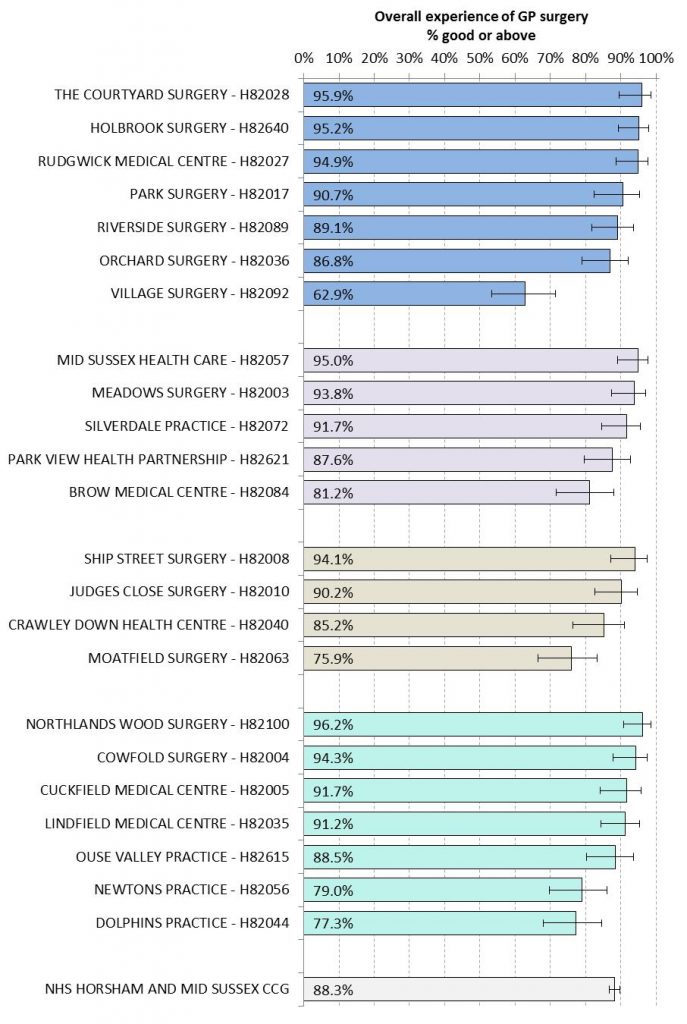 Overall experience of GP surgery
% good or above
0% 10% 20% 30% 40% 50% 60% 70% 80% 90% 100%
THE COURTYARD SURGERY - H82028 95.9%
HOLBROOK SURGERY - H82640 95.2%
RUDGWICK MEDICAL CENTRE - H82027 94.9%
PARK SURGERY - H82017 90.7%
RIVERSIDE SURGERY - H82089 89.1%
ORCHARD SURGERY - H82036 86.8%
VILLAGE SURGERY - H82092 62.9%
MID SUSSEX HEALTH CARE - H82057 95.0%
MEADOWS SURGERY - H82003 93.8%
SILVERDALE PRACTICE - H82072 91.7%
PARK VIEW HEALTH PARTNERSHIP - H82621 87.6%
BROW MEDICAL CENTRE - H82084 81.2%
SHIP STREET SURGERY - H82008 94.1%
JUDGES CLOSE SURGERY - H82010 90.2%
CRAWLEY DOWN HEALTH CENTRE - H82040 85.2%
MOATFIELD SURGERY - H82063 75.9%
NORTHLANDS WOOD SURGERY - H82100 96.2%
COWFOLD SURGERY - H82004 94.3%
CUCKFIELD MEDICAL CENTRE - H82005 91.7%
LINDFIELD MEDICAL CENTRE - H82035 91.2%
OUSE VALLEY PRACTICE - H82615 88.5%
NEWTONS PRACTICE - H82056 79.0%
DOLPHINS PRACTICE - H82044 77.3%
NHS HORSHAM AND MID SUSSEX CCG 88.3%